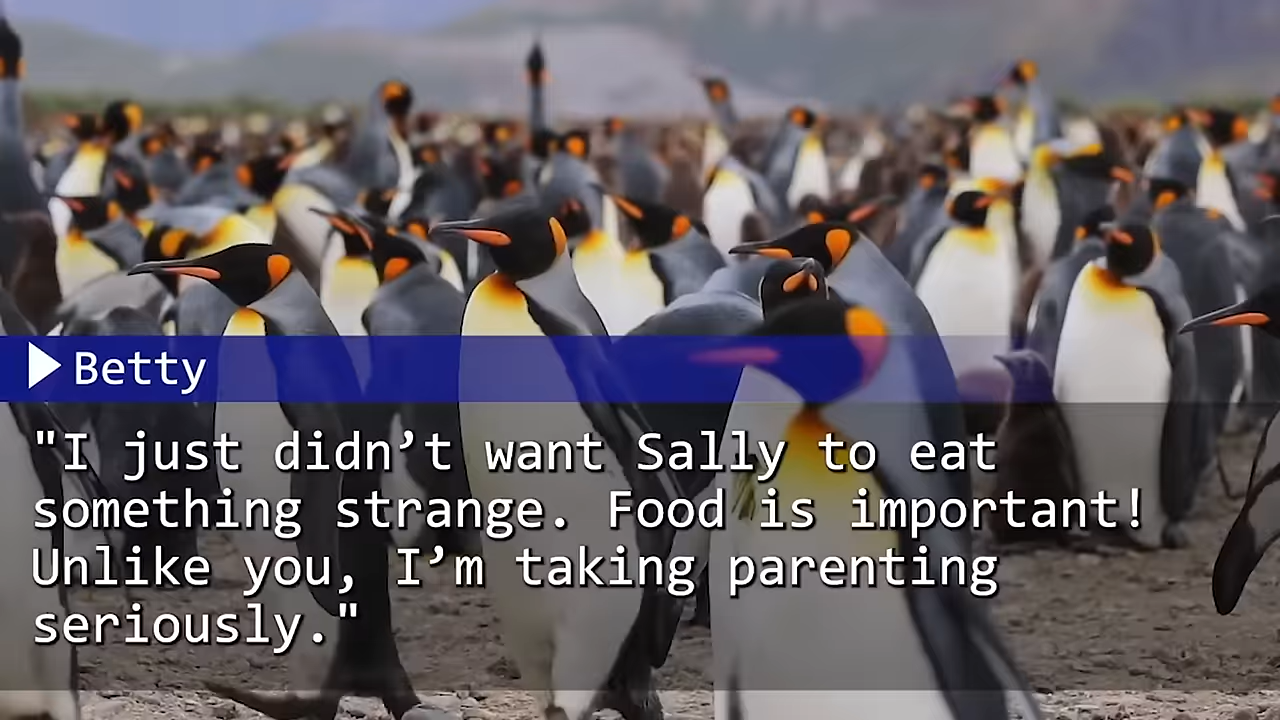 Betty
"I just didn’t want Sally to eat
something strange. Food is important!
Unlike you, I’m taking parenting
seriously."